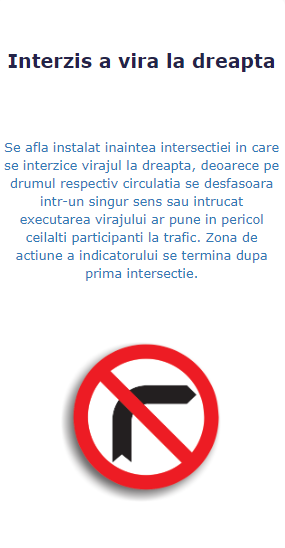 Interzis a vira la dreapta
Se afla instalat inaintea intersectiei in care
se interzice virajul la dreapta, deoarece pe
drumul respectiv circulatia se desfasoara
intr-un singur sens sau intrucat
executarea virajului ar pune in pericol
ceilalti participanti la trafic. Zona de
actiune a indicatorului se termina dupa
prima intersectie.